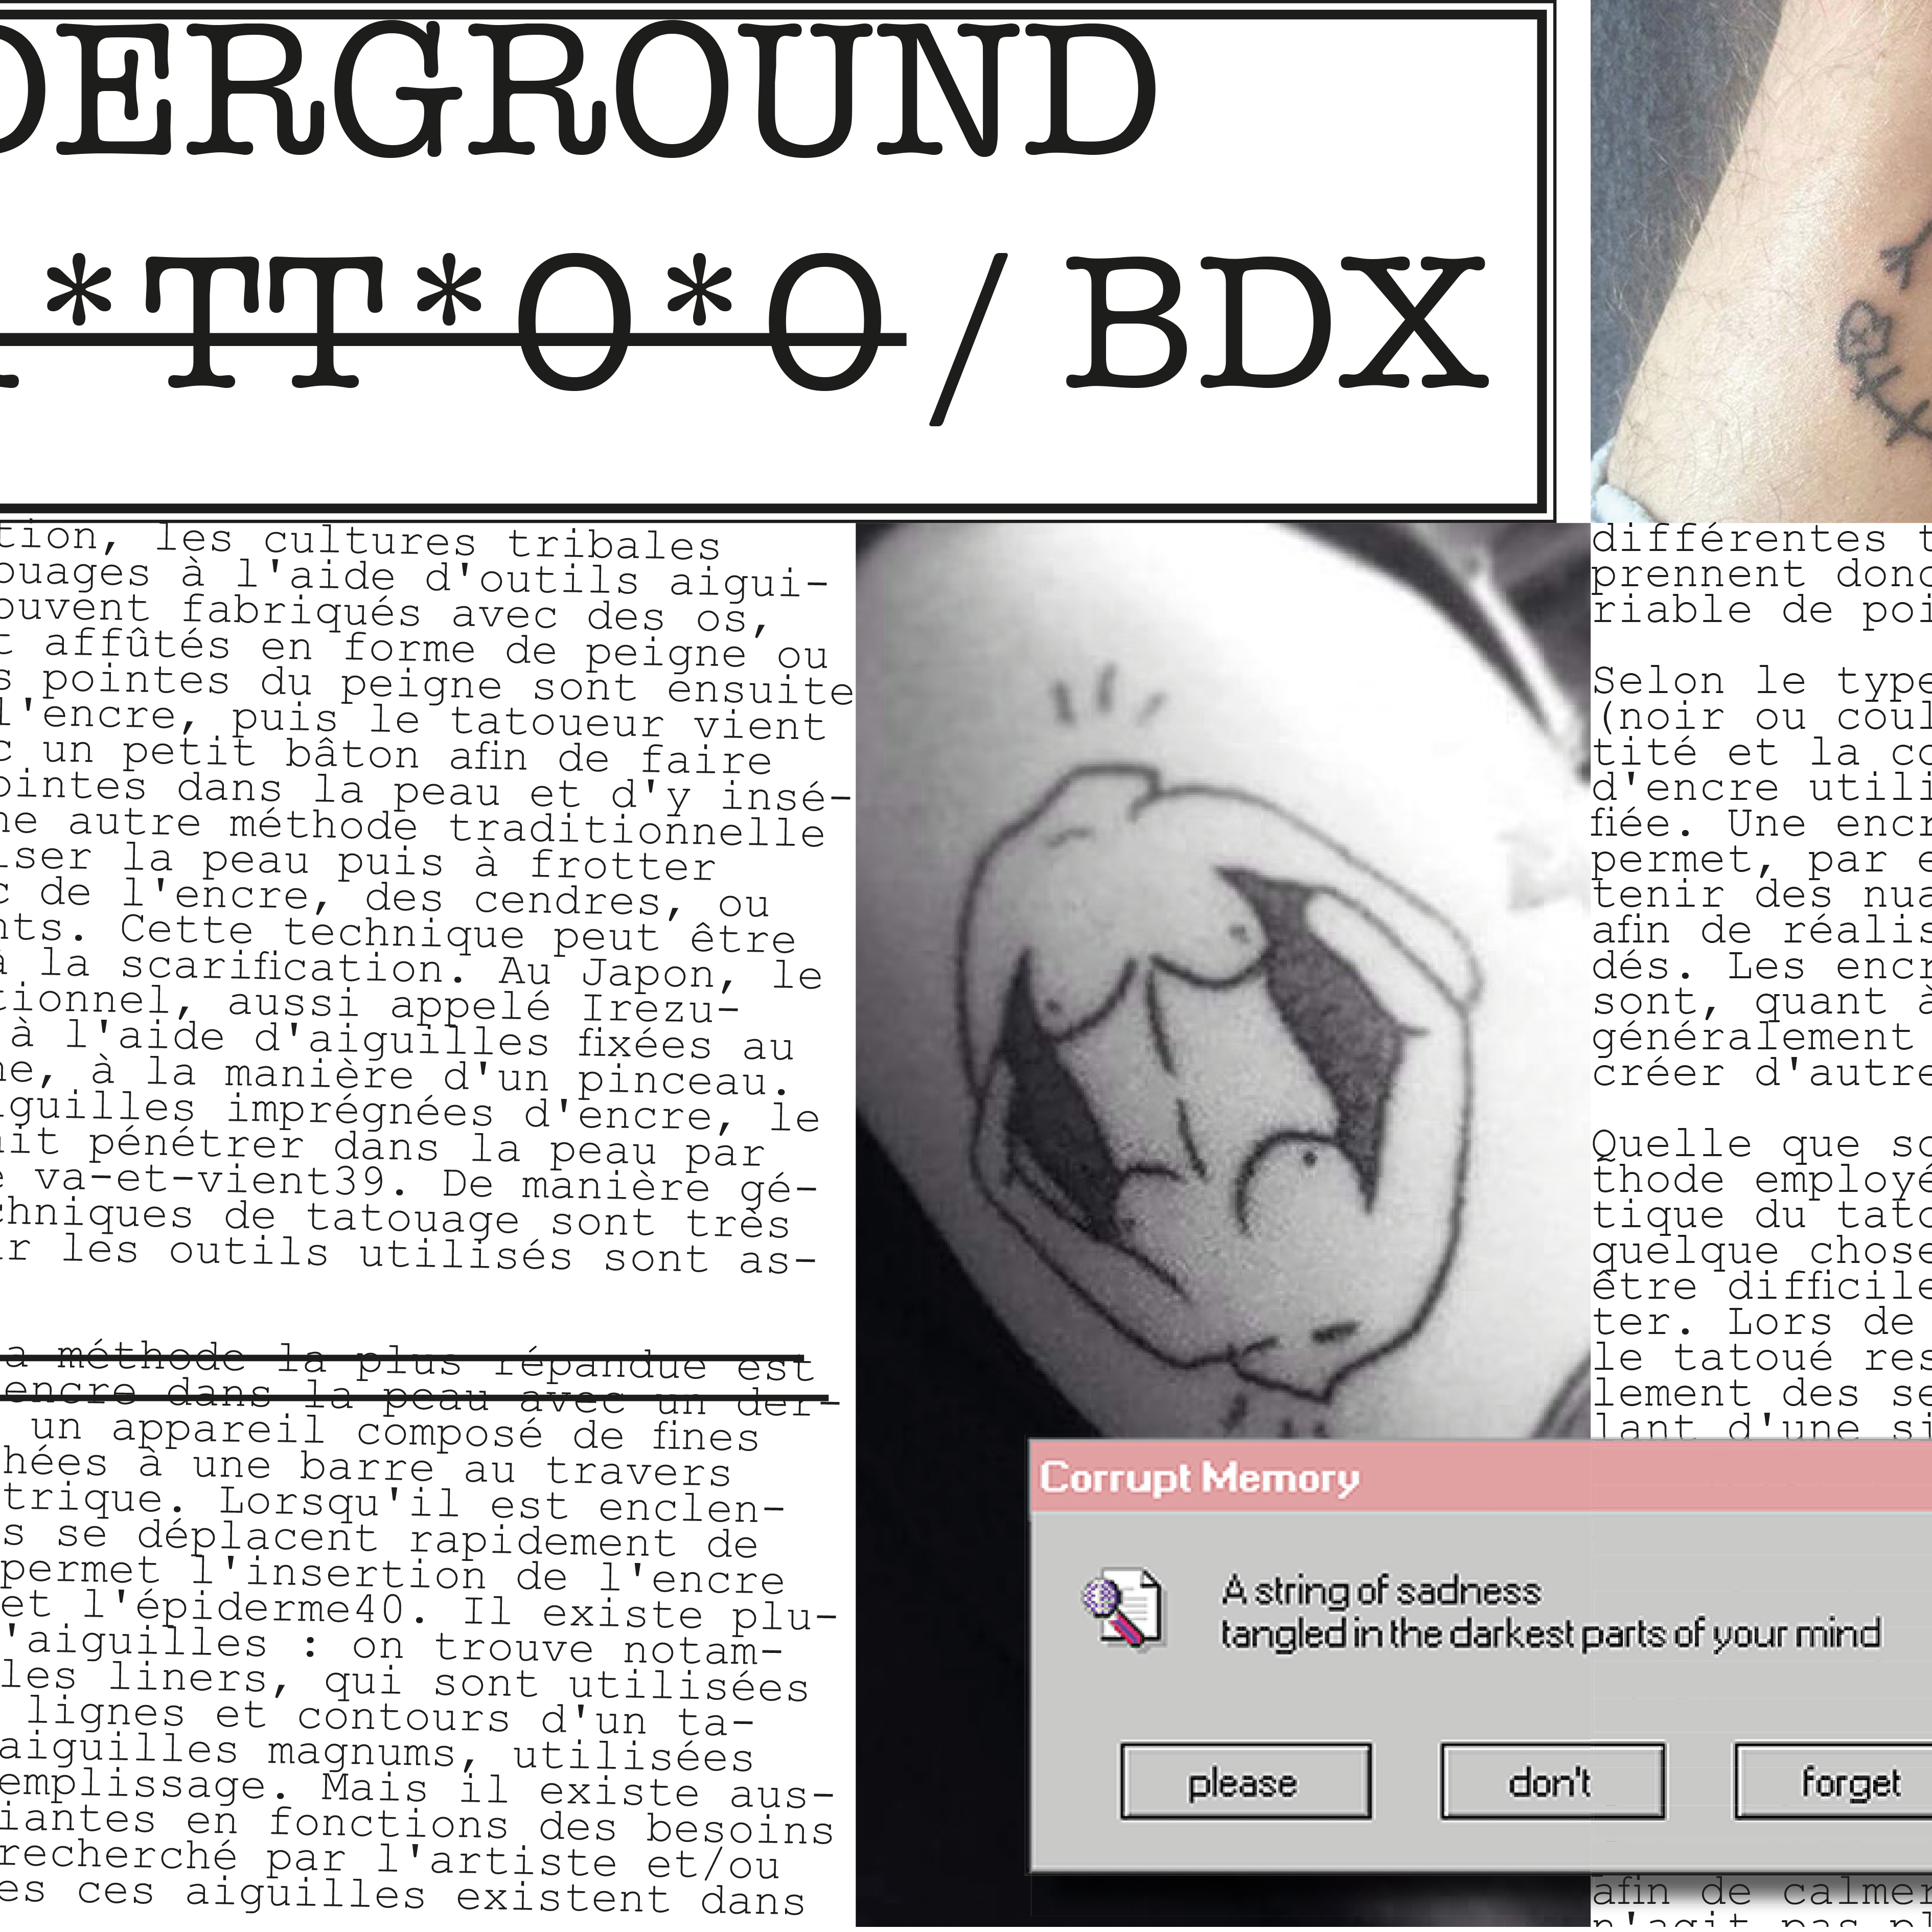 DERGROUND
*TT*O*O/ BDX
tion, les cultures tribales
ouages à l'aide d'outils aigui-
ouvent fabriqués avec des os,
t affûtés en forme de peigne ou
s pointes du peigne sont ensuite
l'encre, puis le tatoueur vient
c un petit bâton afin de faire
ointes dans la peau et d'y insé-
ne autre méthode traditionnelle
iser la peau puis à frotter
c de l'encre, des cendres, ou
nts. Cette technique peut être
à la scarification. Au Japon, le
tionnel, aussi appelé Irezu-
à l'aide d'aiguilles fixées au
ne, à la manière d'un pinceau.
iguilles imprégnées d'encre, le
ait pénétrer dans la peau par
e va-et-vient39. De manière gé-
chniques de tatouage sont très
ar les outils utilisés sont as-
a méthode la plus répandue est
encre dans la peau avec un der-
un appareil composé de fines
hées à une barre au travers
trique. Lorsqu'il est enclen-
s se déplacent rapidement de
permet l'insertion de l'encre
et l'épiderme40. Il existe plu-
'aiguilles : on trouve notam-
les liners, qui sont utilisées
lignes et contours d'un ta-
aiguilles magnums, utilisées
emplissage. Mais il existe aus-
iantes en fonctions des besoins
recherché par l'artiste et/ou
es ces aiguilles existent dans
différentes t
prennent donc
riable de poi
Selon le type
(noir ou coul
tité et la co
d'encre utili
fiée. Une encr
permet, par e
tenir des nua
afin de réalis
dés. Les encr
sont, quant à
généralement
créer d'autre
Quelle que so
thode employé
tique du tato
quelque chose
être difficile
ter. Lors de
le tatoué res
lement des se
lant d'une si
Corrupt Memory
A string of sadness
tangled in the darkest parts of your mind
please
don't
forget
afin de calmer
n'agit pas pl